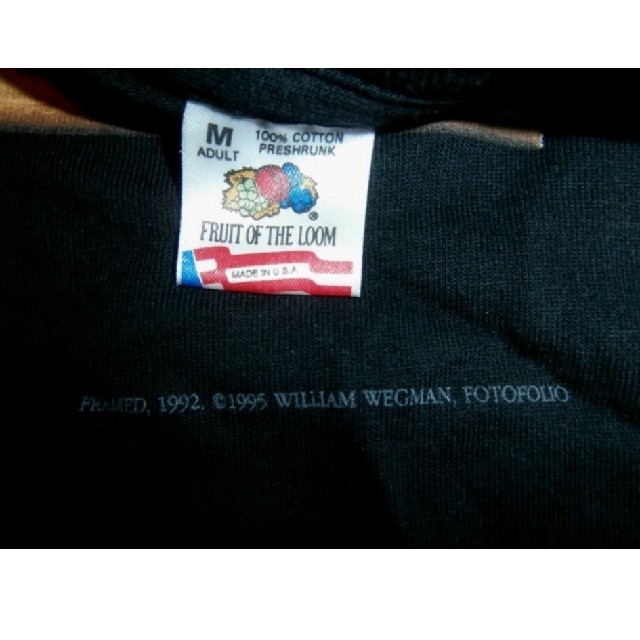 M 100% COTTON
ADULT PRESHRUNK
®
FRUIT OF THE LOOM
MADE IN U.S.A
FRAMED, 1992. ©1995 WILLIAM WEGMAN, FOTOFOLIO